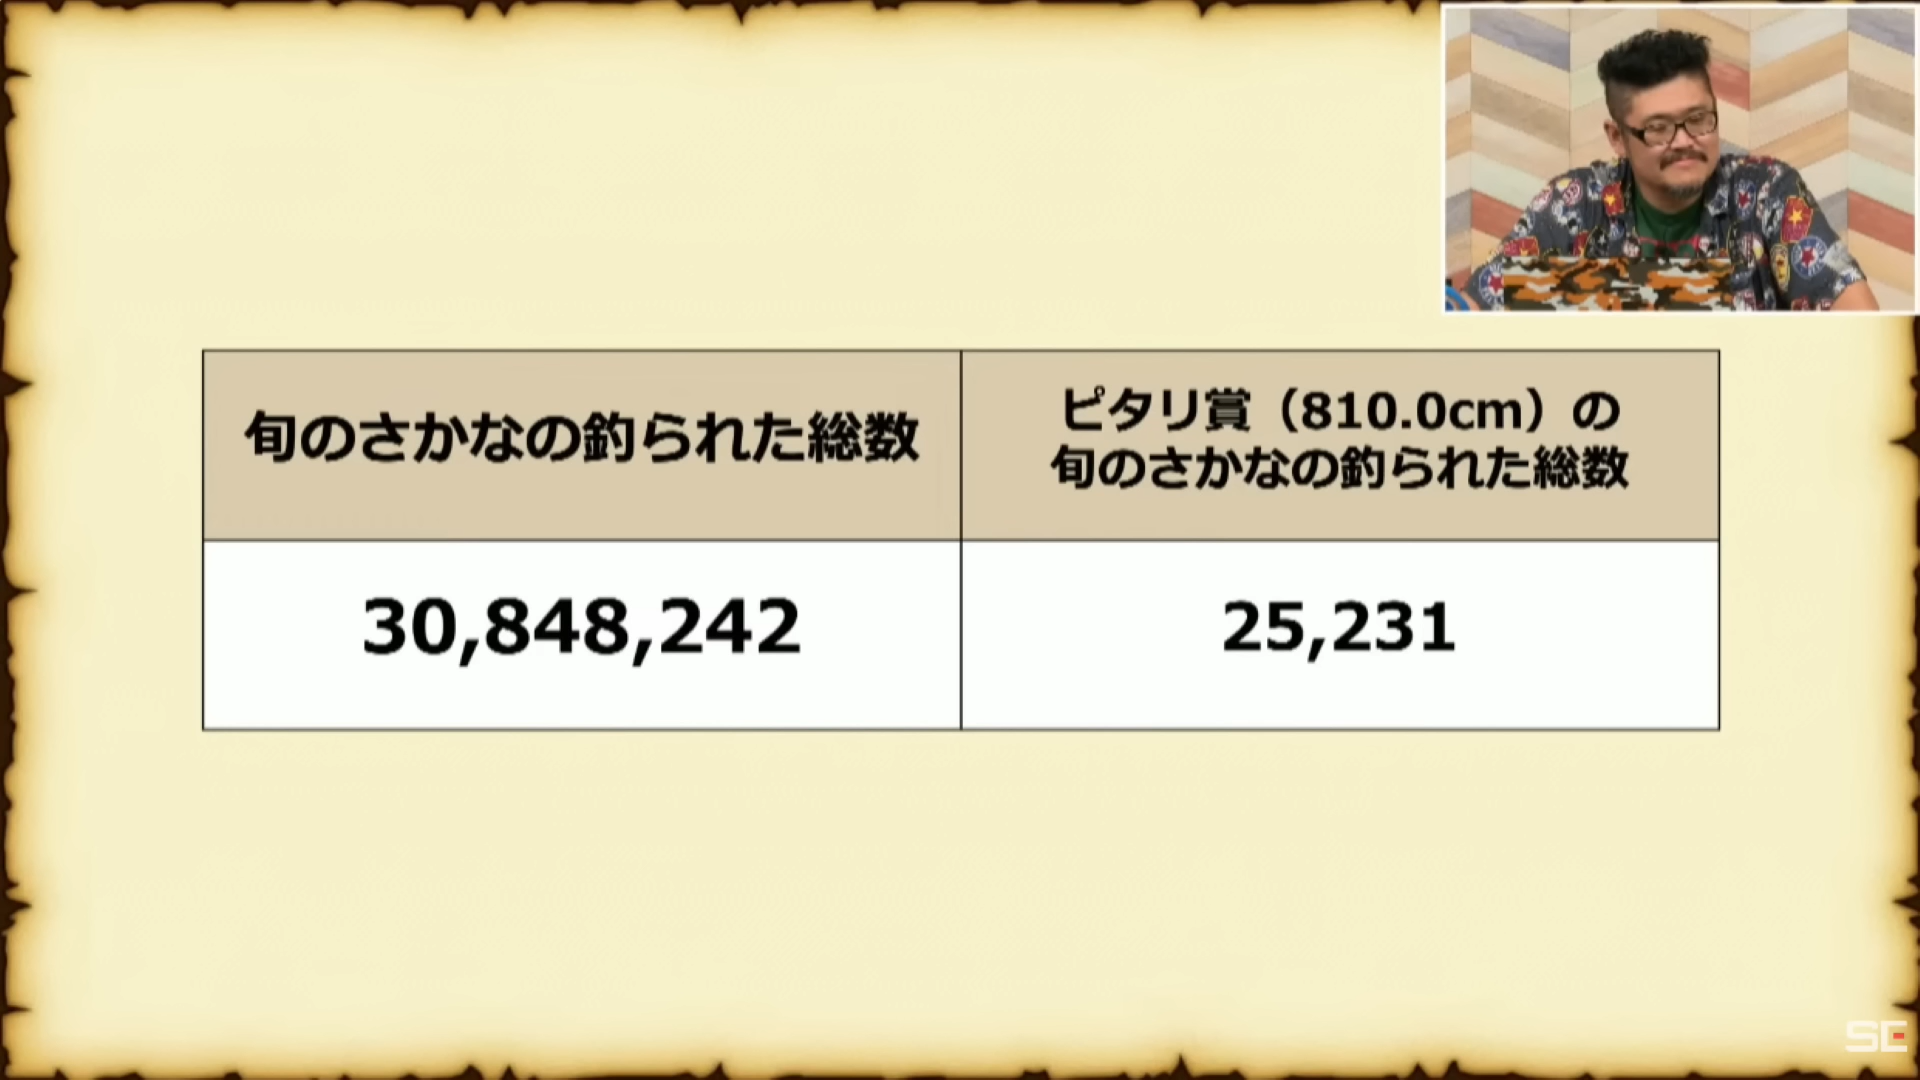 旬のさかなの釣られた総数
ピタリ賞（810.0cm）の
旬のさかなの釣られた総数
30,848,242
25,231
SE